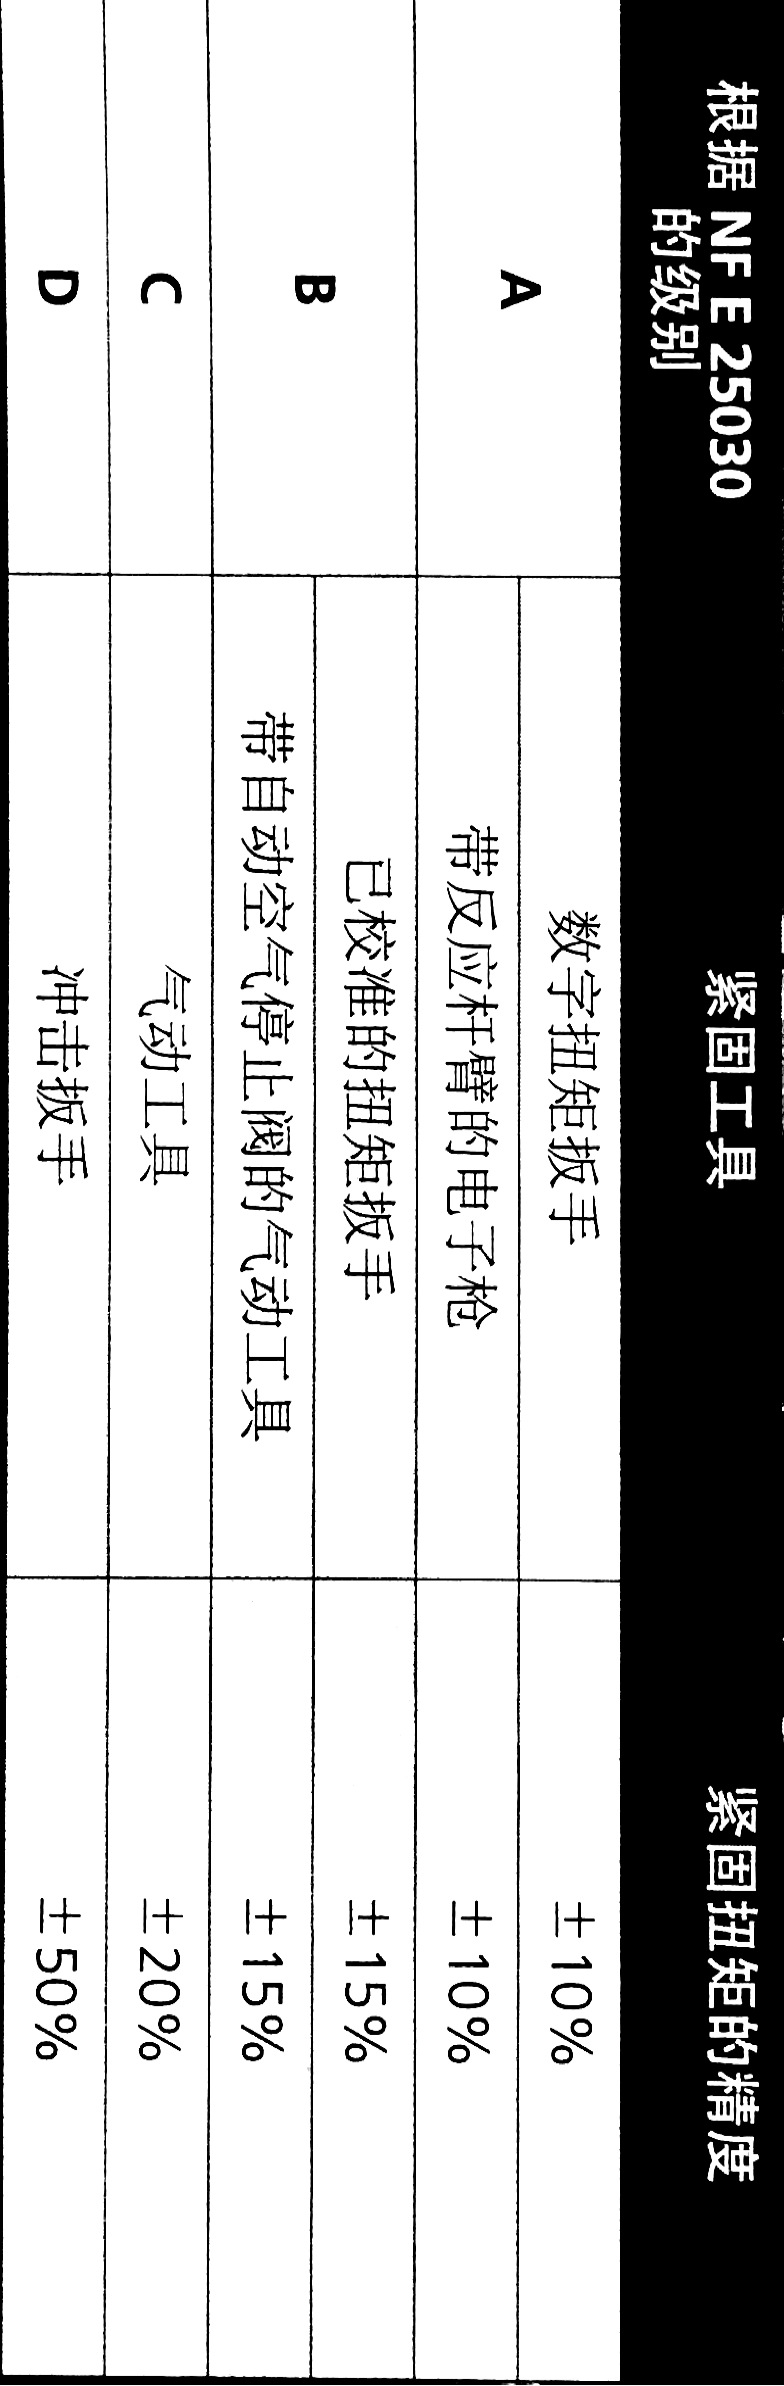 根据 NF E 25030
的级别
紧固工具
紧固扭矩的精度
A
数字扭矩扳手
±10%
带反应杆臂的电子枪
±10%
B
已校准的扭矩扳手
±15%
带自动空气停止阀的气动工具
±15%
C
气动工具
±20%
D
冲击扳手
±50%